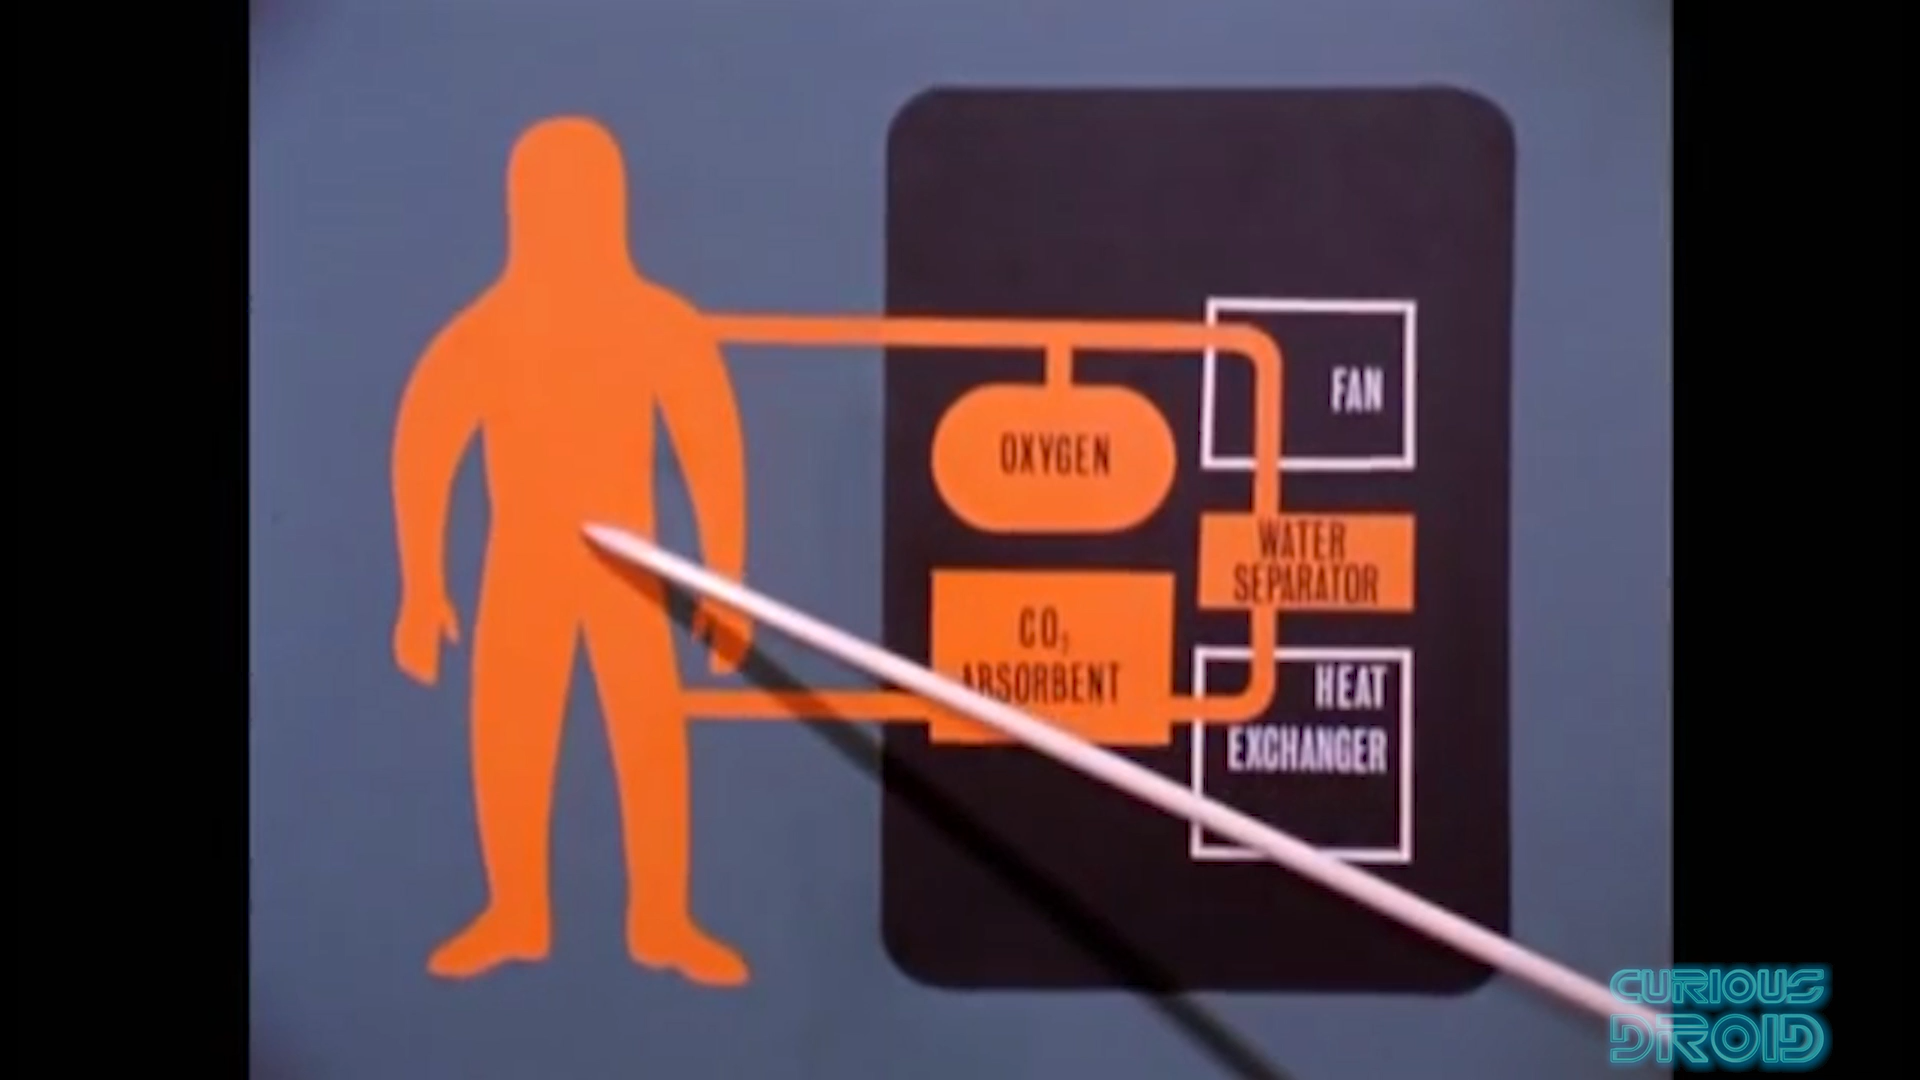 FAN
OXYGEN
WATER
SEPARATOR
CO₂
ABSORBENT
HEAT
EXCHANGER
CURIOUS
DROID